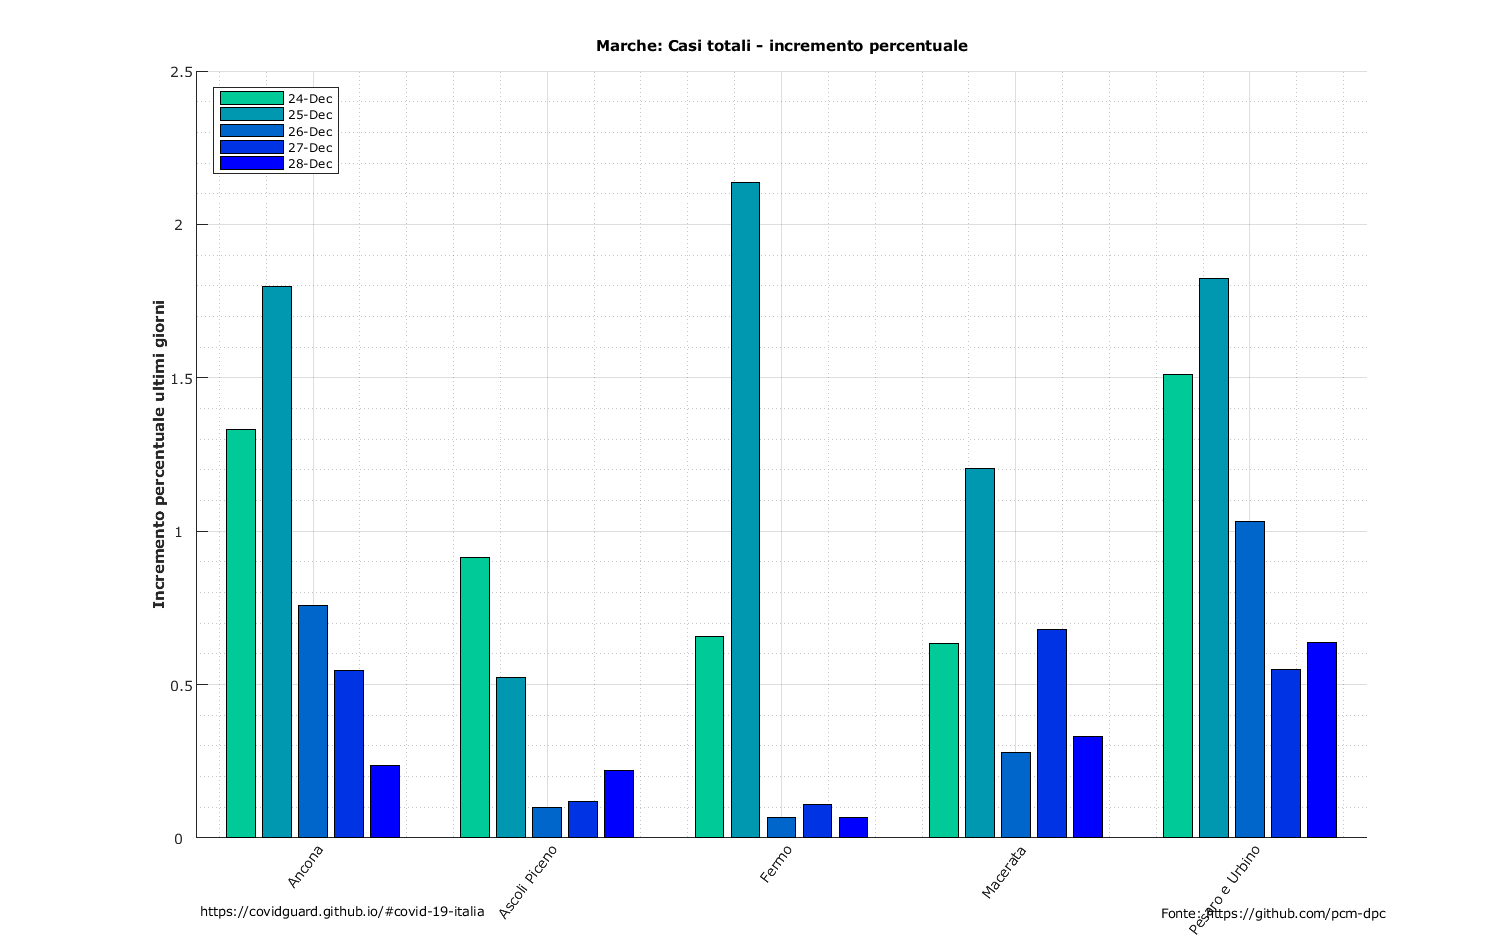 Marche: Casi totali - incremento percentuale
2.5
2
1.5
1
0.5
0
Incremento percentuale ultimi giorni
24-Dec
25-Dec
26-Dec
27-Dec
28-Dec
Ancona
Ascoli Piceno
Fermo
Macerata
Pesaro e Urbino
https://covidguard.github.io/#covid-19-italia
Fonte: https://github.com/pcm-dpc